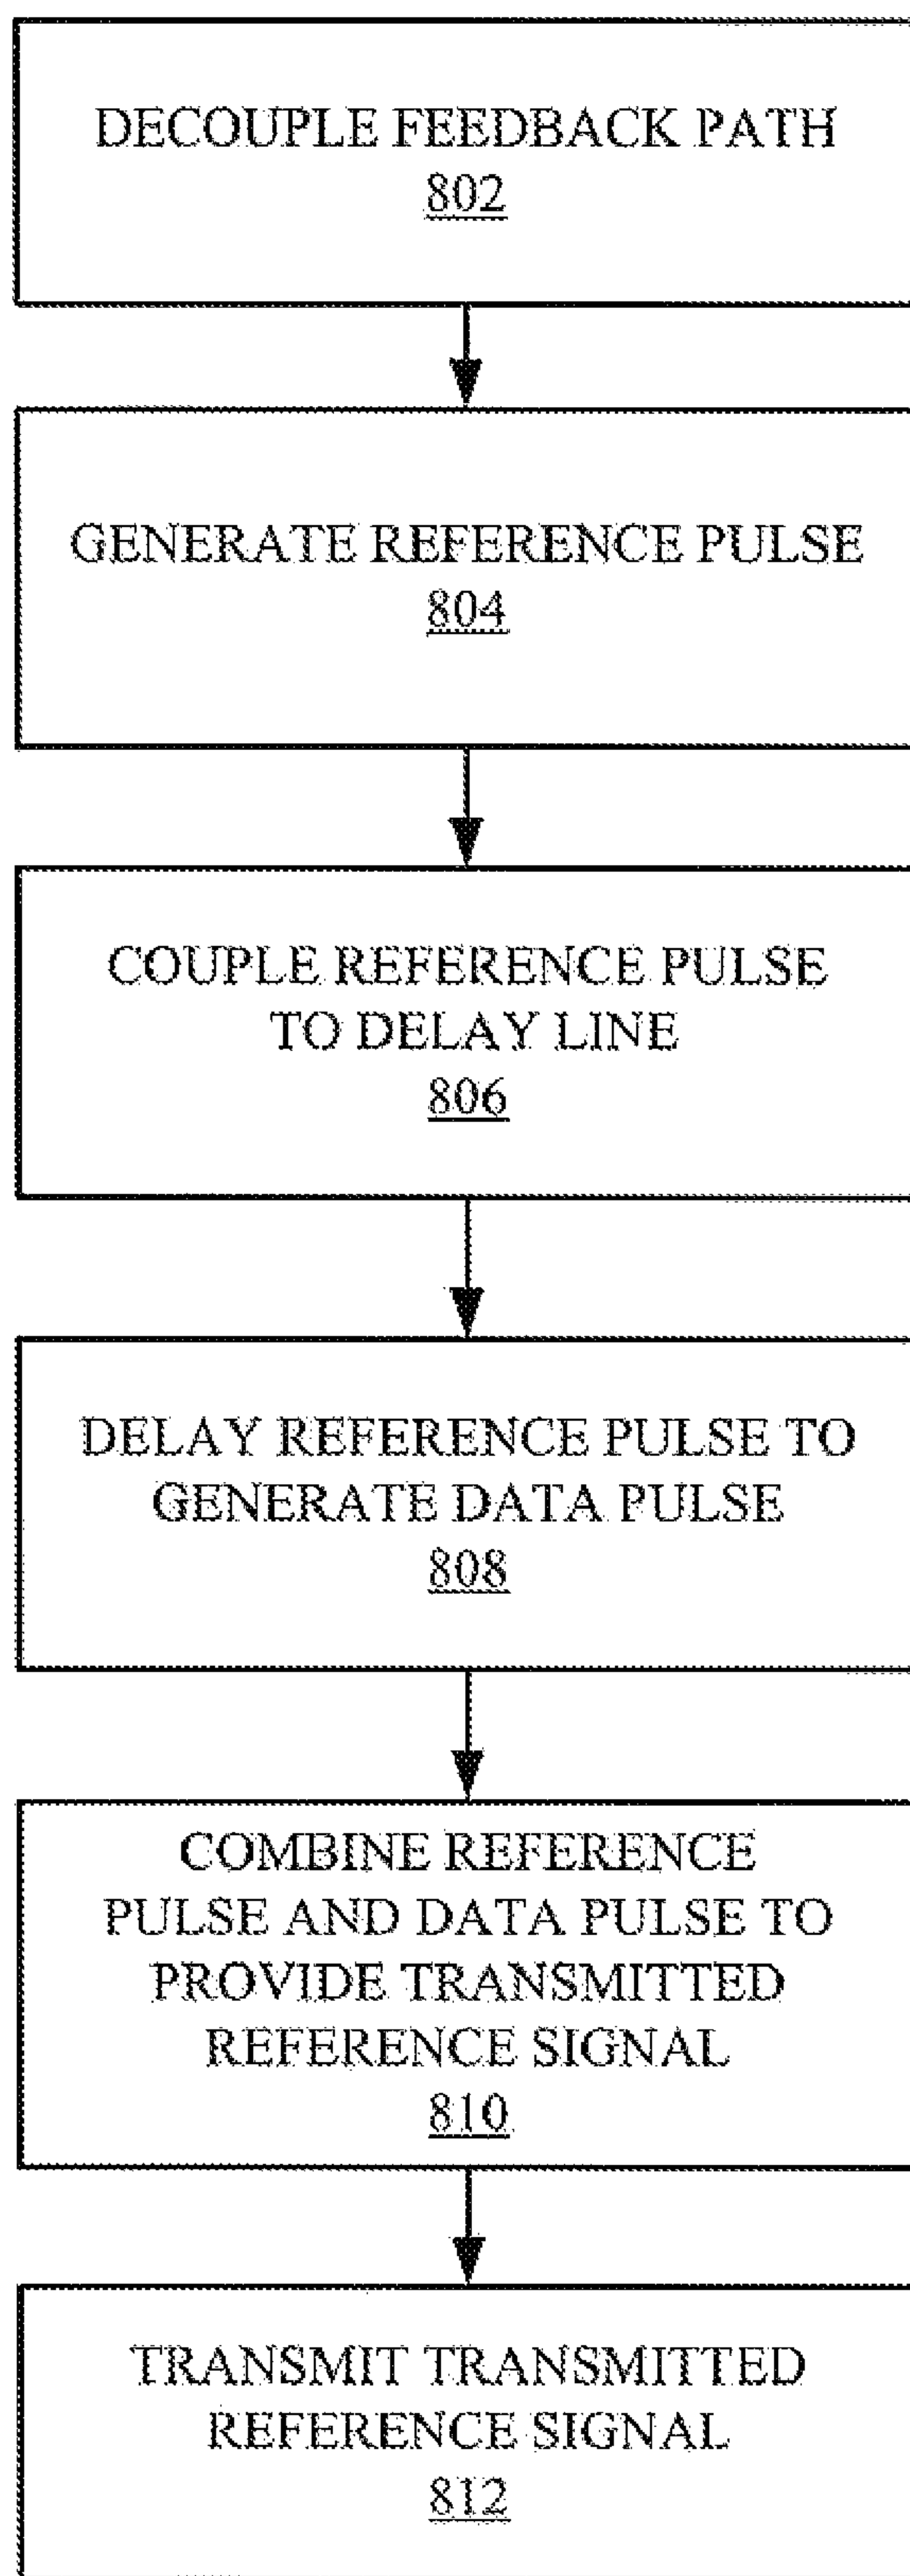 DECOUPLE FEEDBACK PATH
802
GENERATE REFERENCE PULSE
804
COUPLE REFERENCE PULSE
TO DELAY LINE
806
DELAY REFERENCE PULSE TO
GENERATE DATA PULSE
808
COMBINE REFERENCE
PULSE AND DATA PULSE TO
PROVIDE TRANSMITTED
REFERENCE SIGNAL
810
TRANSMIT TRANSMITTED
REFERENCE SIGNAL
812